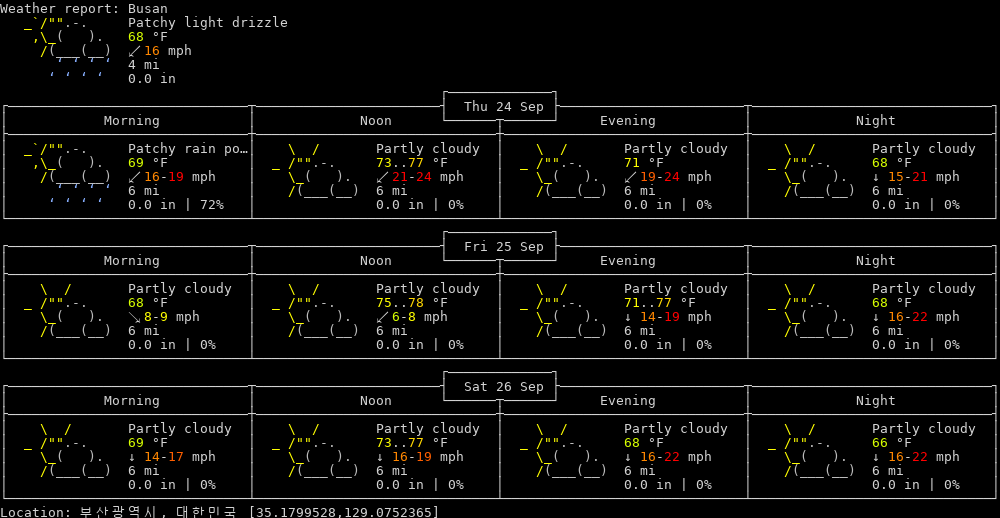 Weather report: Busan
Patchy light drizzle
68 °F
↙ 16 mph
4 mi
0.0 in
Thu 24 Sep
Morning Noon Evening Night
Patchy rain po… Partly cloudy Partly cloudy Partly cloudy
69 °F 73..77 °F 71 °F 68 °F
↙ 16-19 mph ↙ 21-24 mph ↙ 19-24 mph ↓ 15-21 mph
6 mi 6 mi 6 mi 6 mi
0.0 in | 72% 0.0 in | 0% 0.0 in | 0% 0.0 in | 0%
Fri 25 Sep
Morning Noon Evening Night
Partly cloudy Partly cloudy Partly cloudy Partly cloudy
68 °F 75..78 °F 71..77 °F 68 °F
↘ 8-9 mph ↙ 6-8 mph ↓ 14-19 mph ↓ 16-22 mph
6 mi 6 mi 6 mi 6 mi
0.0 in | 0% 0.0 in | 0% 0.0 in | 0% 0.0 in | 0%
Sat 26 Sep
Morning Noon Evening Night
Partly cloudy Partly cloudy Partly cloudy Partly cloudy
69 °F 73..77 °F 68 °F 66 °F
↓ 14-17 mph ↓ 16-19 mph ↓ 16-22 mph ↓ 16-22 mph
6 mi 6 mi 6 mi 6 mi
0.0 in | 0% 0.0 in | 0% 0.0 in | 0% 0.0 in | 0%
Location: 부산광역시, 대한민국 [35.1799528,129.0752365]